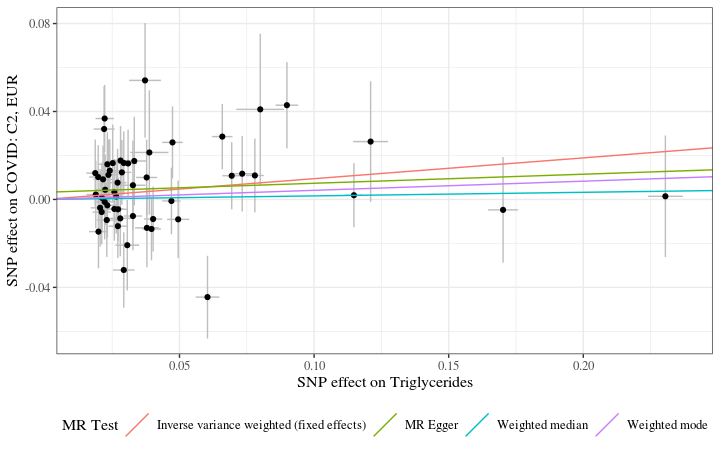 SNP effect on COVID: C2, EUR
0.08
0.04
0.00
-0.04
0.05 0.10 0.15 0.20
SNP effect on Triglycerides
MR Test Inverse variance weighted (fixed effects) MR Egger Weighted median Weighted mode